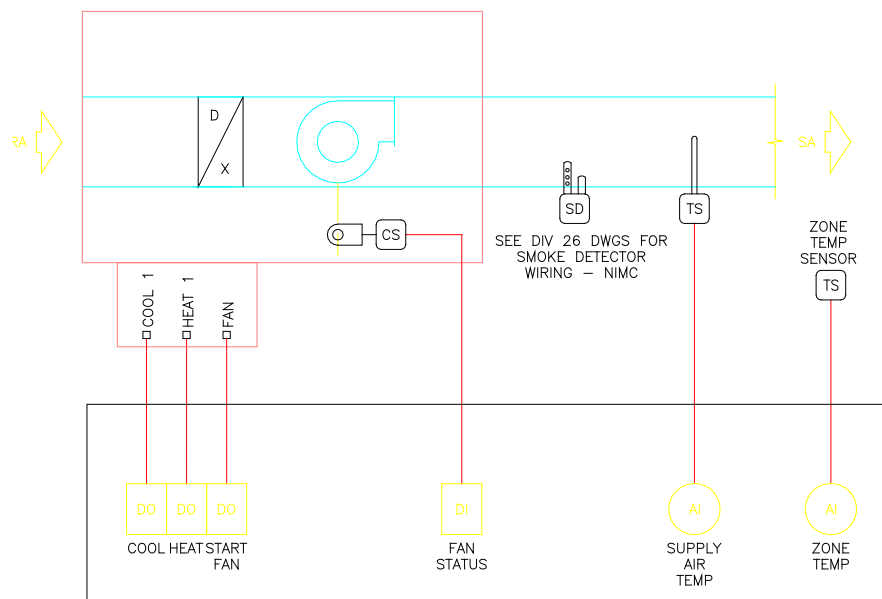 D
X
RA
SA
SD
TS
CS
SEE DIV 26 DWGS FOR
SMOKE DETECTOR
WIRING – NIMC
ZONE
TEMP
SENSOR
TS
COOL 1
HEAT 1
FAN
DO
DO
DO
DI
AI
AI
COOL
HEAT
START
FAN
FAN
STATUS
SUPPLY
AIR
TEMP
ZONE
TEMP